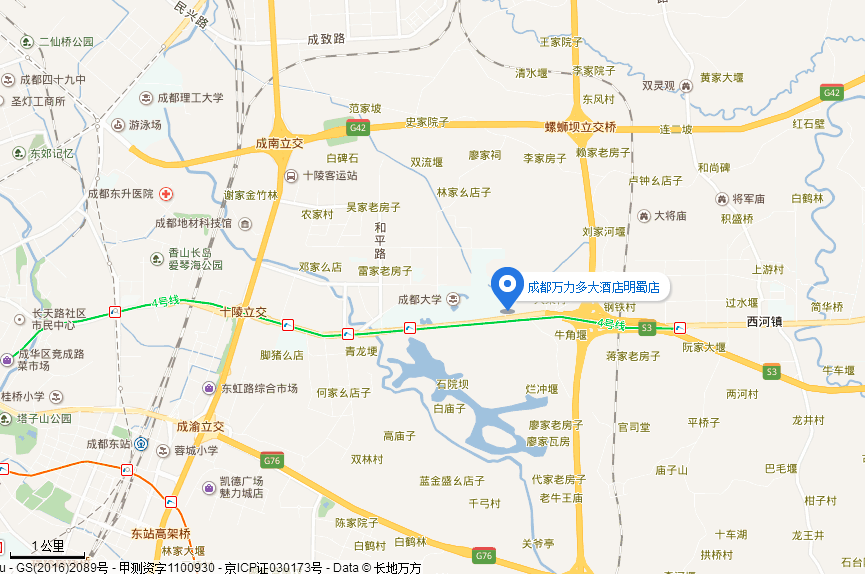 民兴路
二仙桥公园
成致路
王家院子
清水堰
李家院子
双灵观
黄家大堰
成都四十九中
圣灯工商所
成都理工大学
游泳场
范家坡
东风村
G42
G42
史家院子
螺蛳坝立交桥
连二坡
红石壁
东郊记忆
成南立交
白碑石
双流堰
廖家祠
李家房子
赖家老房子
十陵客运站
和尚碑
卢钟幺店子
成都东升医院
谢家金竹林
林家幺店子
将军庙
白鹤林
农家村
吴家老房子
大将庙
积盛桥
成都地材科技馆
和平路
刘家河堰
香山长岛
爱琴海公园
邓家幺店
雷家老房子
上游村
成都万力多大酒店明蜀店
4号线
成都大学
钢铁村
过水堰
简华桥
长天路社区
市民中心
十陵立交
4号线
S3
西河镇
牛角堰
阮家大堰
成华区竞成路
菜市场
脚猪幺店
青龙埂
蒋家老房子
S3
牛车堰
石院坝
烂冲堰
两河村
桂桥小学
东虹路综合市场
何家幺店子
白庙子
塔子山公园
成渝立交
廖家老房子
廖家瓦房
官司堂
平桥子
龙井村
成都东站
蓉城小学
高庙子
G76
双林村
庙子山
巴毛堰
凯德广场
魅力城店
蓝金盛幺店子
代家老房子
老牛王庙
千弓村
柑子村
东站高架桥
陈家院子
十车湖
龙王井
1公里
林家大堰
白鹤村
白鹤林
关爷亭
G76
拱桥村
石台
u - GS(2016)2089号 - 甲测资字1100930 - 京ICP证030173号 - Data © 长地万方